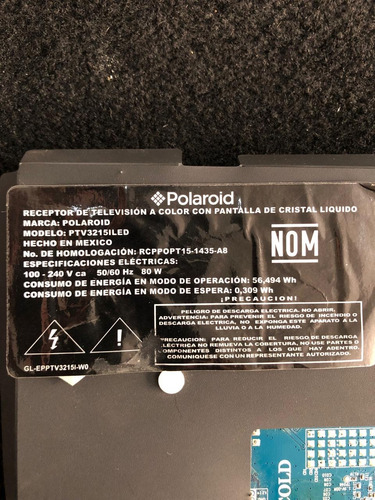 Polaroid
RECEPTOR DE TELEVISIÓN A COLOR CON PANTALLA DE CRISTAL LIQUIDO
MARCA: POLAROID
MODELO: PTV3215ILED
HECHO EN MEXICO
No. DE HOMOLOGACIÓN: RCPPOPT15-1435-A8
ESPECIFICACIONES ELÉCTRICAS:
100 - 240 V ca 50/60 Hz 80 W
CONSUMO DE ENERGÍA EN MODO DE OPERACIÓN: 56,494 Wh
CONSUMO DE ENERGÍA EN MODO DE ESPERA: 0,309 Wh
NOM
¡PRECAUCION!
PELIGRO DE DESCARGA ELECTRICA. NO ABRIR.
ADVERTENCIA: PARA PREVENIR EL RIESGO DE INCENDIO O
DESCARGA ELECTRICA, NO EXPONGA ESTE APARATO A LA
LLUVIA O A LA HUMEDAD.
PRECAUCION: PARA REDUCIR EL RIESGO DE DESCARGA
ELECTRICA NO REMUEVA LA COBERTURA, NO USE PARTES O
COMPONENTES DISTINTOS A LOS QUE HAY DENTRO.
COMUNIQUESE CON UN REPRESENTANTE AUTORIZADO.
GL-EPPTV3215I-W0
COLD